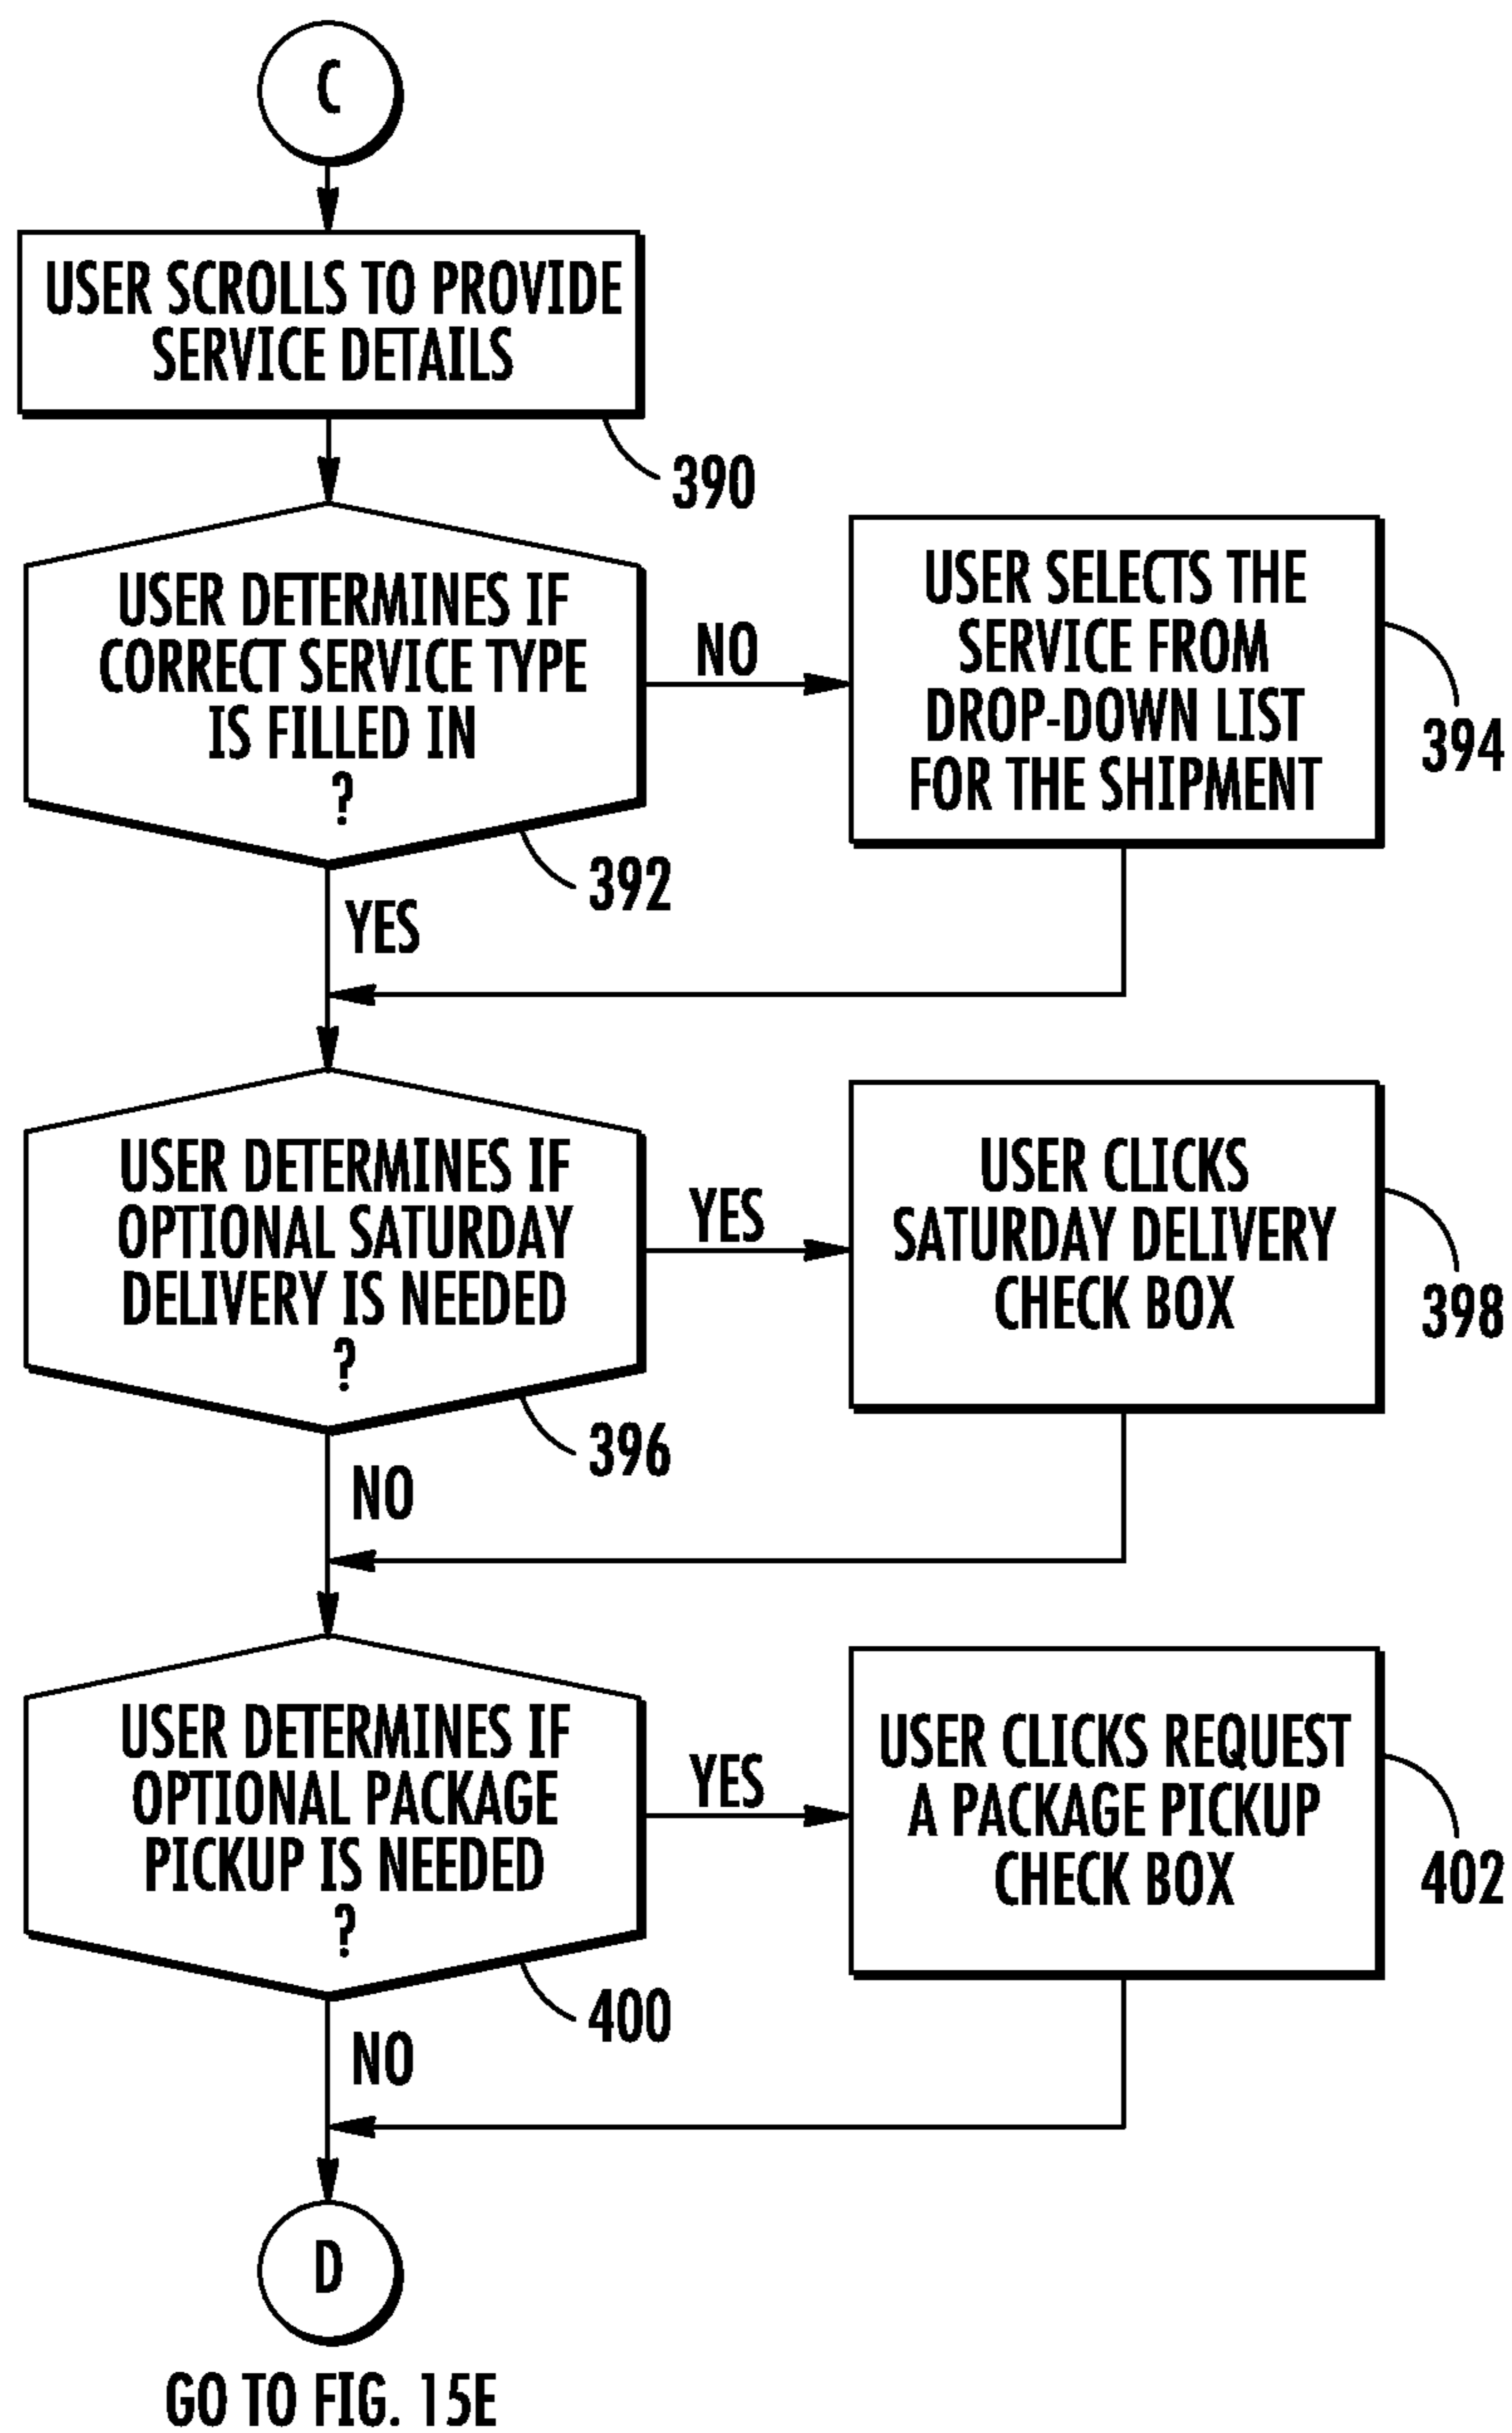 C
USER SCROLLS TO PROVIDE
SERVICE DETAILS
390
USER DETERMINES IF
CORRECT SERVICE TYPE
IS FILLED IN
?
392
NO
USER SELECTS THE
SERVICE FROM
DROP-DOWN LIST
FOR THE SHIPMENT
394
YES
USER DETERMINES IF
OPTIONAL SATURDAY
DELIVERY IS NEEDED
?
396
YES
USER CLICKS
SATURDAY DELIVERY
CHECK BOX
398
NO
USER DETERMINES IF
OPTIONAL PACKAGE
PICKUP IS NEEDED
?
400
YES
USER CLICKS REQUEST
A PACKAGE PICKUP
CHECK BOX
402
NO
D
GO TO FIG. 15E